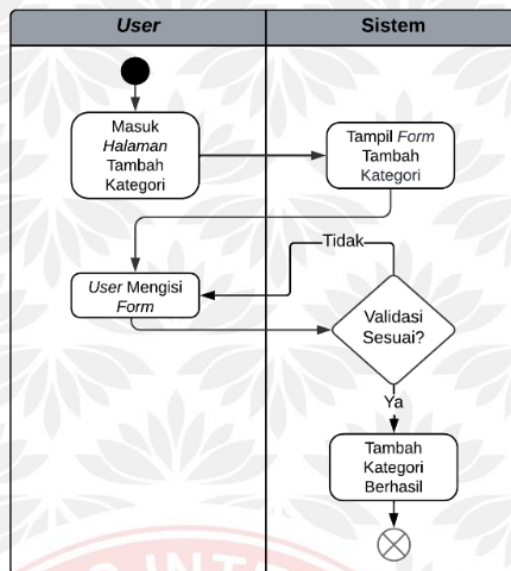 User
Sistem
Masuk
Halaman
Tambah
Kategori
Tampil Form
Tambah
Kategori
Tidak
User Mengisi
Form
Validasi
Sesuai?
Ya
Tambah
Kategori
Berhasil